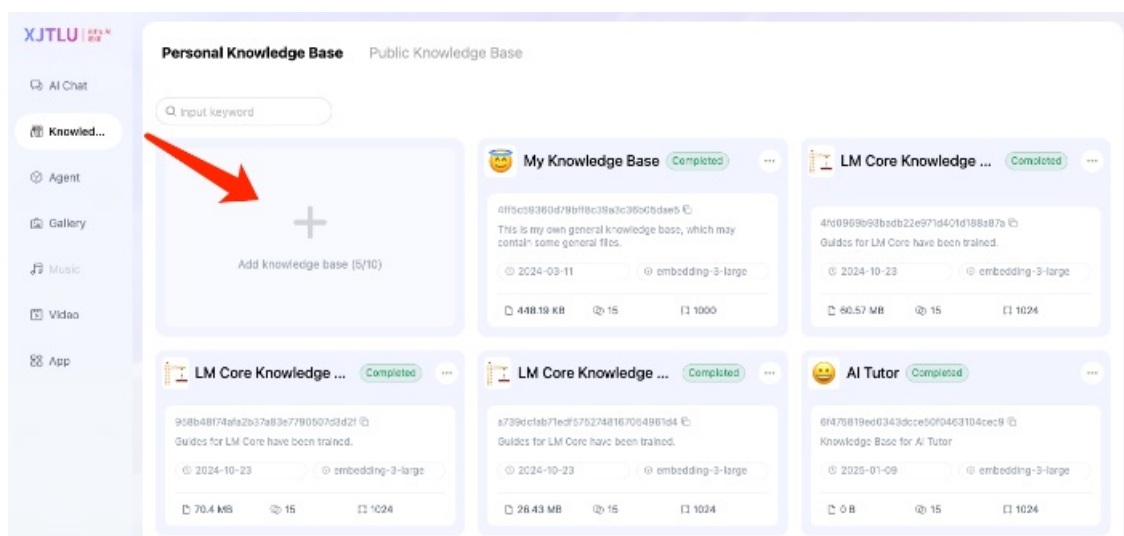 XJTLU
Personal Knowledge Base
Public Knowledge Base
AI Chat
Input keyword
Knowled...
Agent
Gallery
Music
Video
App
Add knowledge base (5/10)
My Knowledge Base
Completed
This is my own general knowledge base, which may
contain some general files.
2024-03-11
embedding-3-large
448.19 KB
15
1000
LM Core Knowledge ...
Completed
Guides for LM Core have been trained.
2024-10-23
embedding-3-large
60.57 MB
15
1024
LM Core Knowledge ...
Completed
Guides for LM Core have been trained.
2024-10-23
embedding-3-large
70.4 MB
15
1024
LM Core Knowledge ...
Completed
Guides for LM Core have been trained.
2024-10-23
embedding-3-large
26.43 MB
15
1024
AI Tutor
Completed
Knowledge Base for AI Tutor
2025-01-09
embedding-3-large
0 B
15
1024